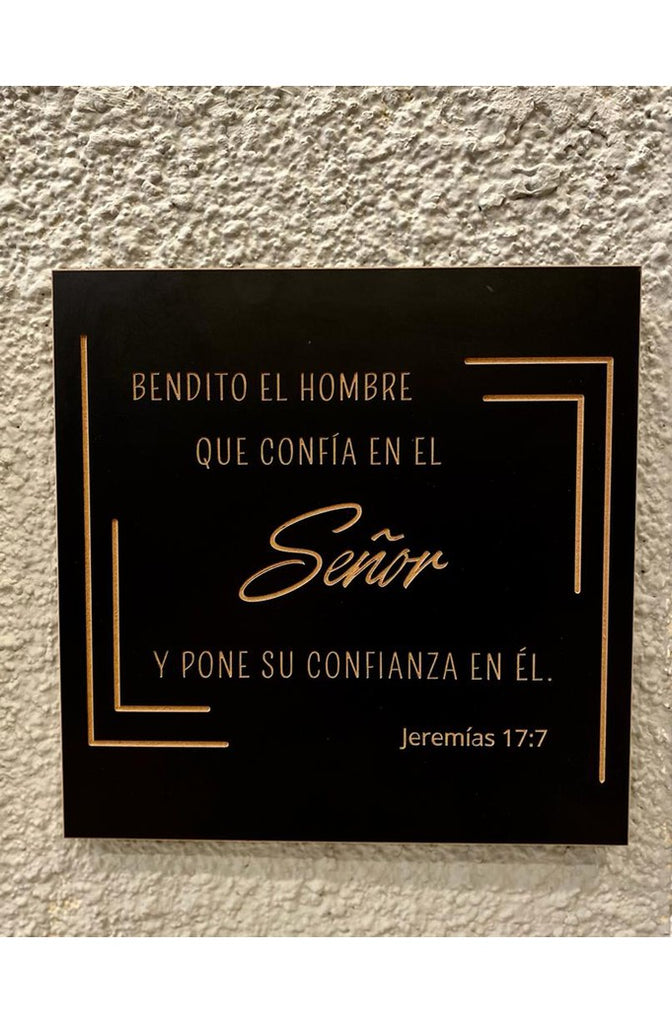 BENDITO EL HOMBRE
QUE CONFÍA EN EL
Señor
Y PONE SU CONFIANZA EN ÉL.
Jeremías 17:7